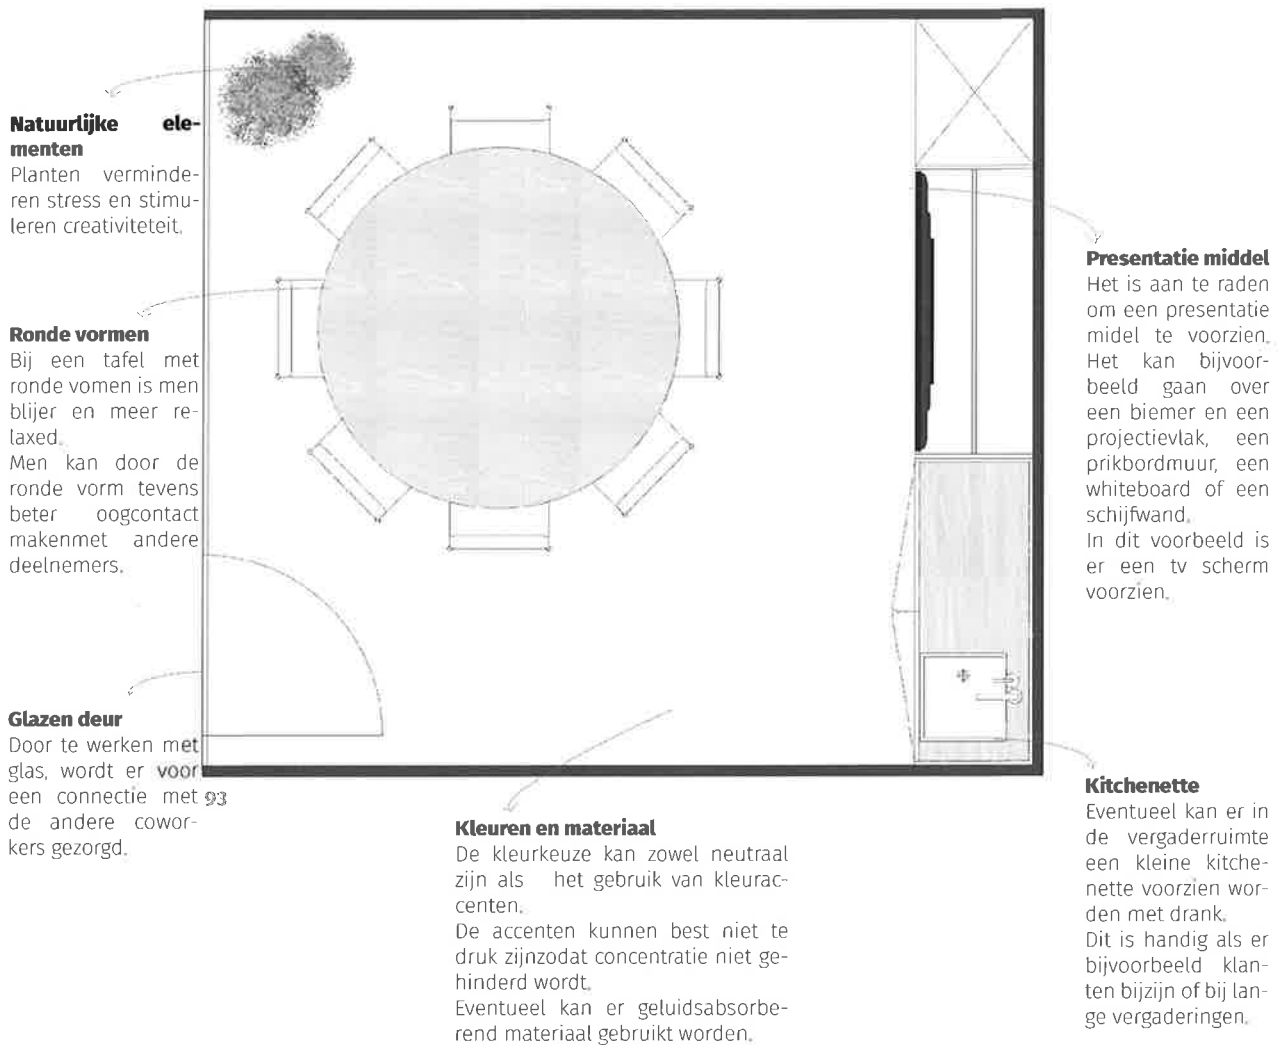 Natuurlijke ele-
menten
Planten verminde-
ren stress en stimu-
leren creativiteteit.
Ronde vormen
Bij een tafel met
ronde vomen is men
blijer en meer re-
laxed.
Men kan door de
ronde vorm tevens
beter oogcontact
makenmet andere
deelnemers.
Glazen deur
Door te werken met
glas, wordt er voor
een connectie met
de andere cowor-
kers gezorgd.
93
Kleuren en materiaal
De kleurkeuze kan zowel neutraal
zijn als het gebruik van kleurac-
centen.
De accenten kunnen best niet te
druk zijnzodat concentratie niet ge-
hinderd wordt.
Eventueel kan er geluidsabsorbe-
rend materiaal gebruikt worden.
Presentatie middel
Het is aan te raden
om een presentatie
midel te voorzien.
Het kan bijvoor-
beeld gaan over
een biemer en een
projectievlak, een
prikbordmuur, een
whiteboard of een
schijfwand.
In dit voorbeeld is
er een tv scherm
voorzien.
Kitchenette
Eventueel kan er in
de vergaderruimte
een kleine kitche-
nette voorzien wor-
den met drank.
Dit is handig als er
bijvoorbeeld klan-
ten bijzijn of bij lan-
ge vergaderingen.